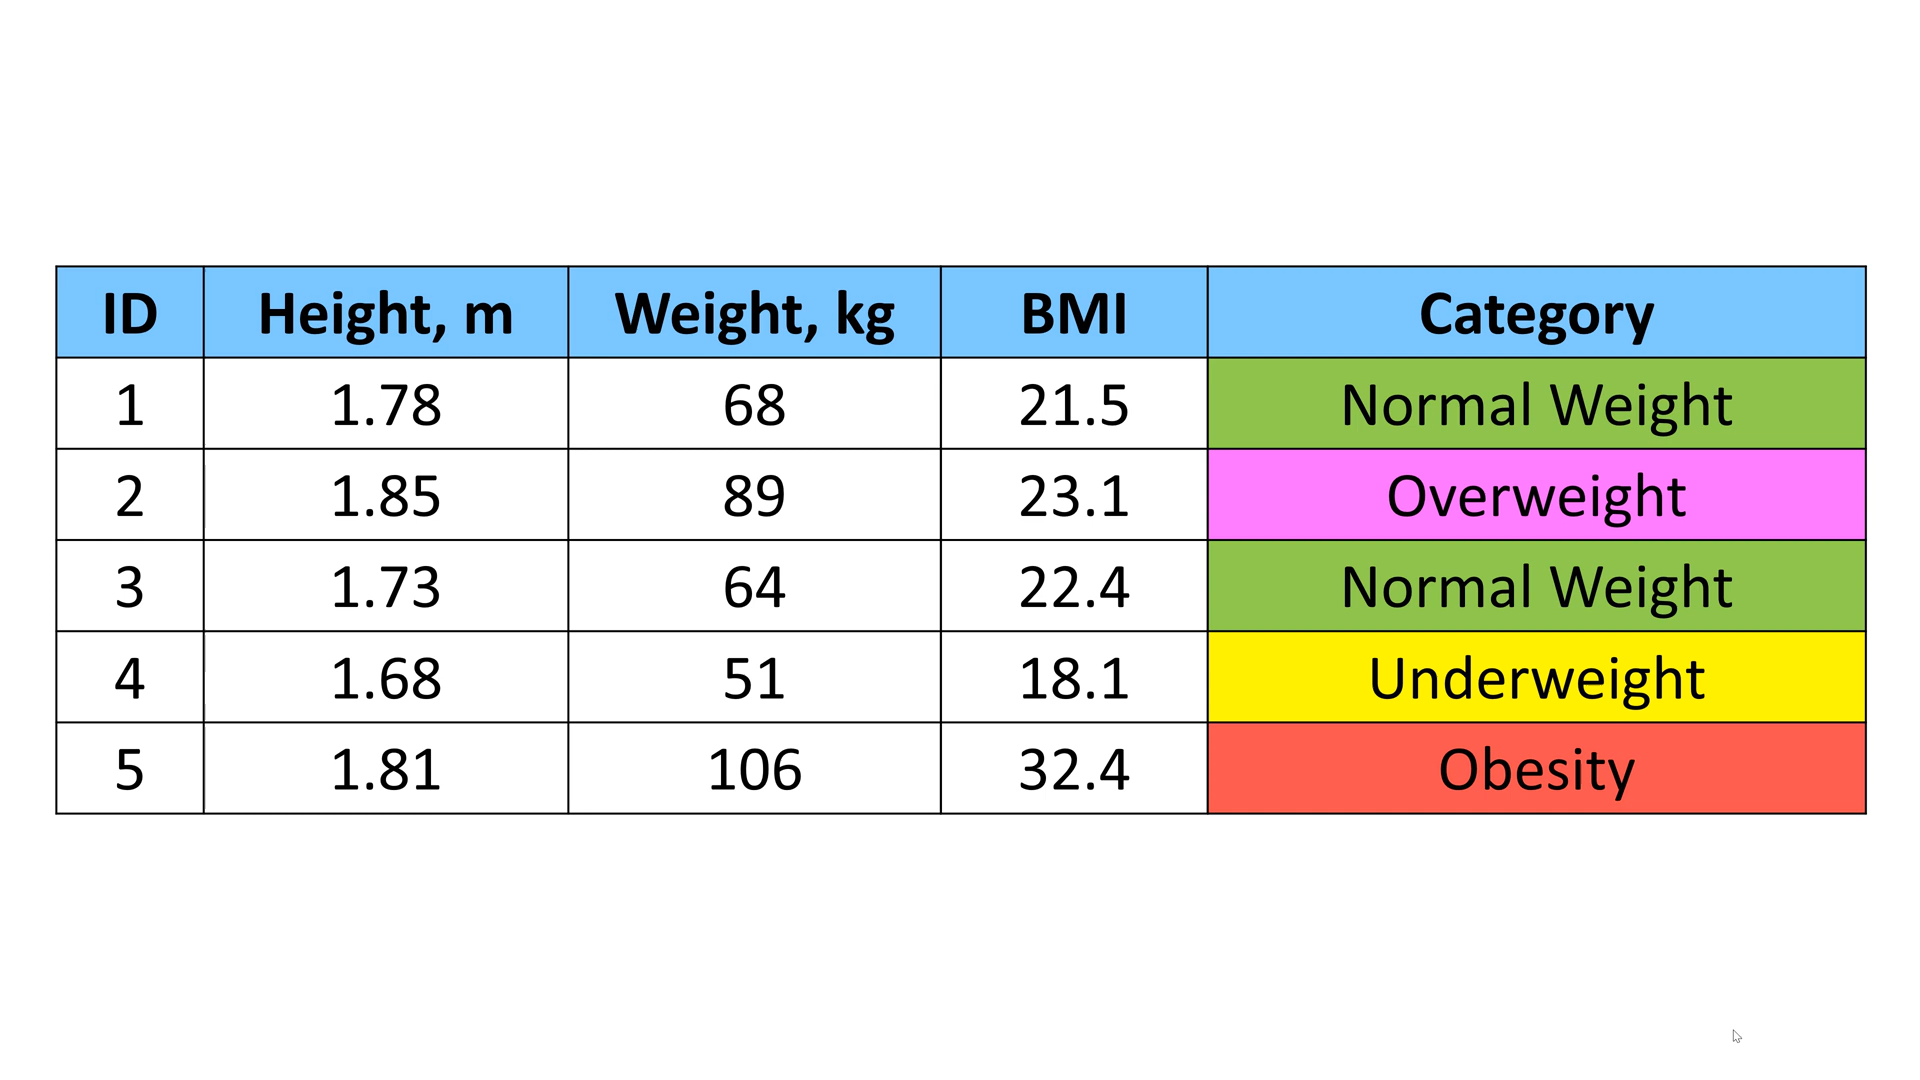 ID Height, m Weight, kg BMI Category
1 1.78 68 21.5 Normal Weight
2 1.85 89 23.1 Overweight
3 1.73 64 22.4 Normal Weight
4 1.68 51 18.1 Underweight
5 1.81 106 32.4 Obesity